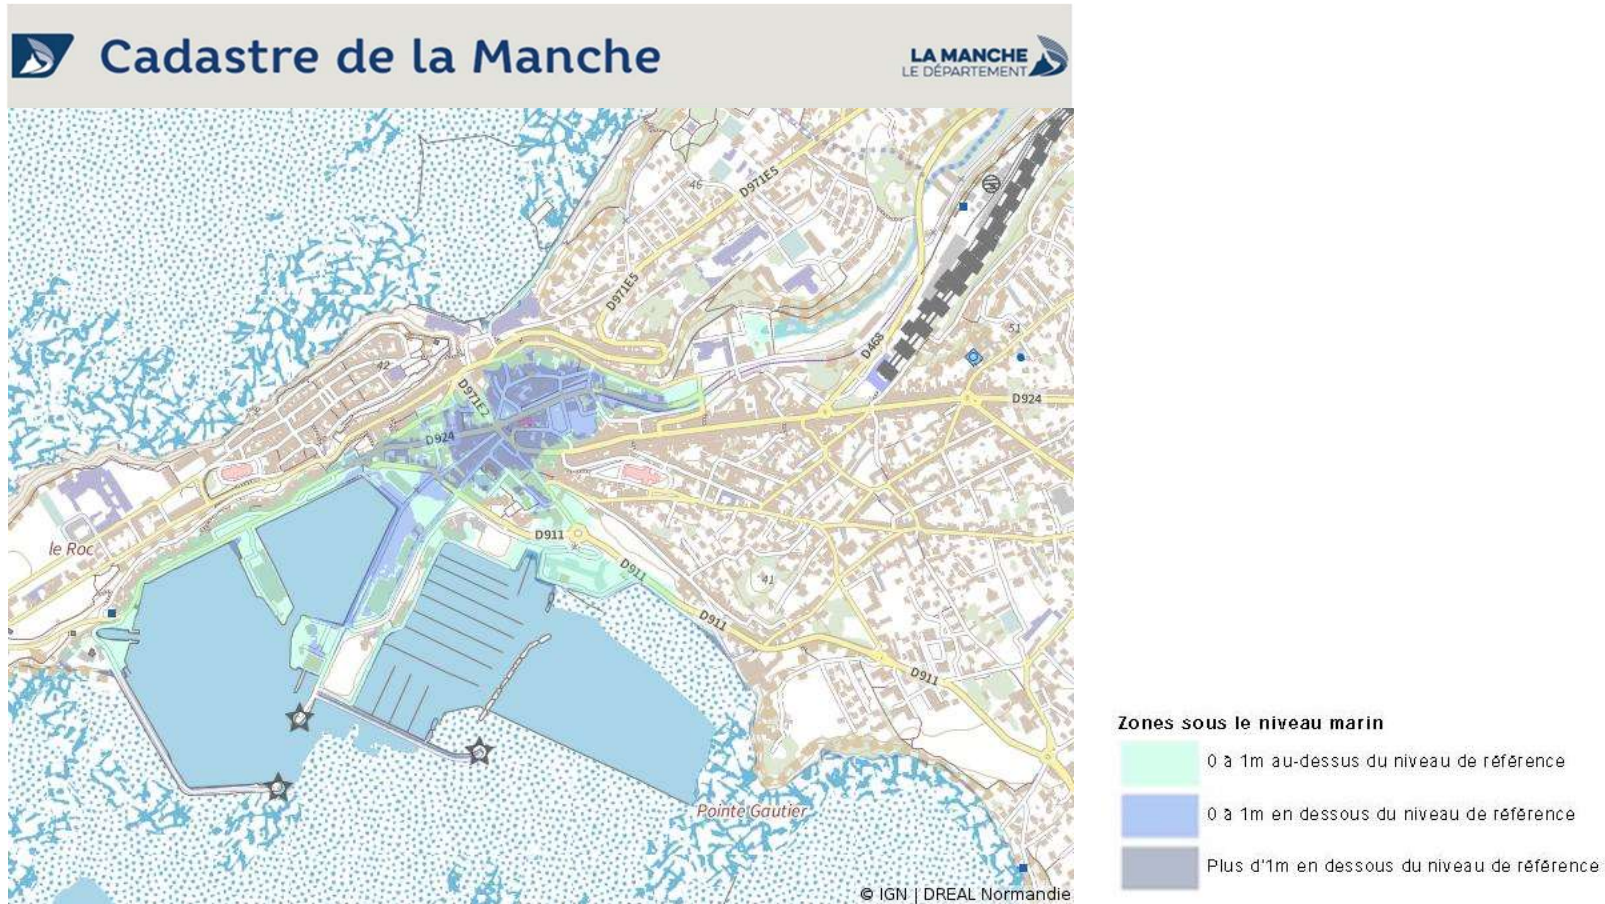 Cadastre de la Manche
LA MANCHE
LE DÉPARTEMENT
46
D971E5
D971E5
51
D468
42
D971E2
D924
D924
le Roc
D911
D911
41
D911
D911
Pointe Gautier
© IGN | DREAL Normandie
Zones sous le niveau marin
0 à 1m au-dessus du niveau de référence
0 à 1m en dessous du niveau de référence
Plus d'1m en dessous du niveau de référence